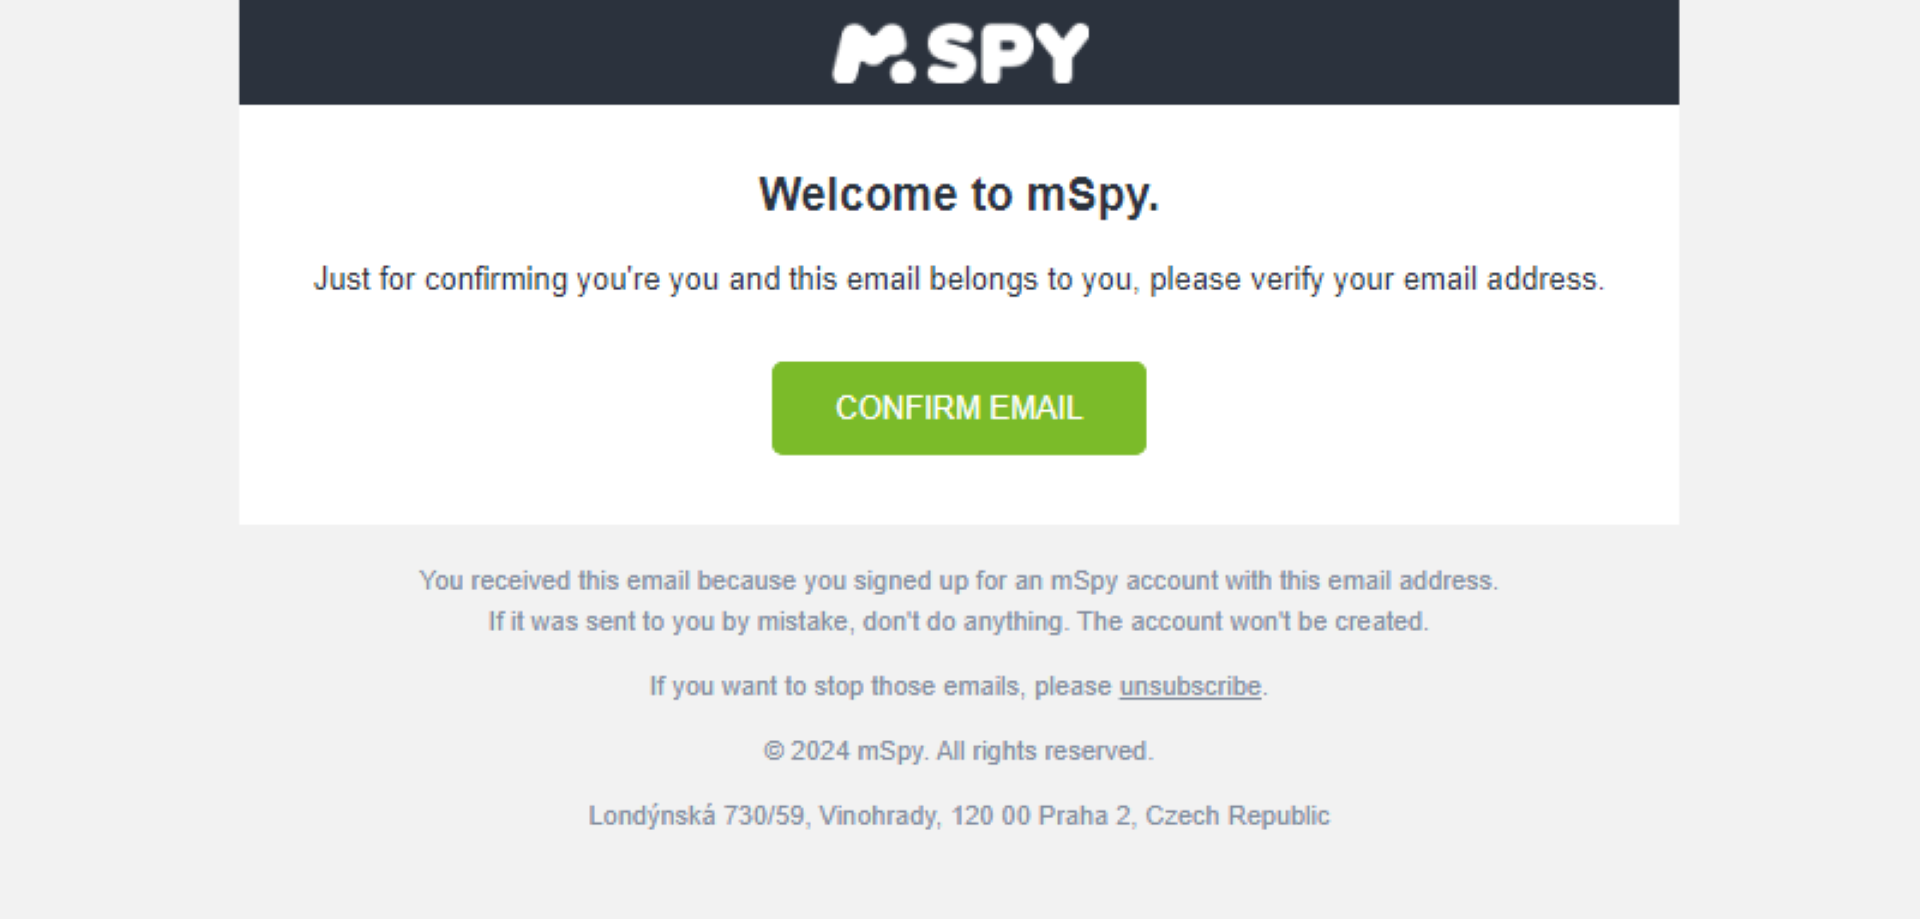 M.SPY
Welcome to mSpy.
Just for confirming you're you and this email belongs to you, please verify your email address.
CONFIRM EMAIL
You received this email because you signed up for an mSpy account with this email address.
If it was sent to you by mistake, don't do anything. The account won't be created.
If you want to stop those emails, please unsubscribe.
© 2024 mSpy. All rights reserved.
Londýnská 730/59, Vinohrady, 120 00 Praha 2, Czech Republic